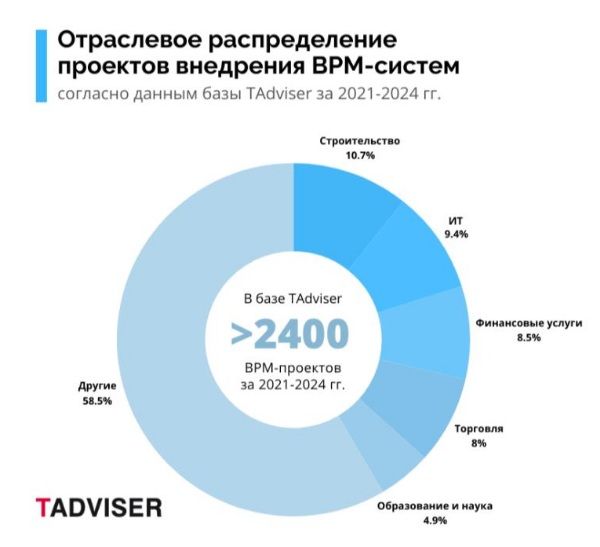 Отраслевое распределение
проектов внедрения BPM-систем
согласно данным базы TAdviser за 2021-2024 гг.
Строительство
10.7%
ИТ
9.4%
Финансовые услуги
8.5%
В базе TAdviser
>2400
BPM-проектов
за 2021-2024 гг.
Другие
58.5%
Торговля
8%
Образование и наука
4.9%
TADVISER